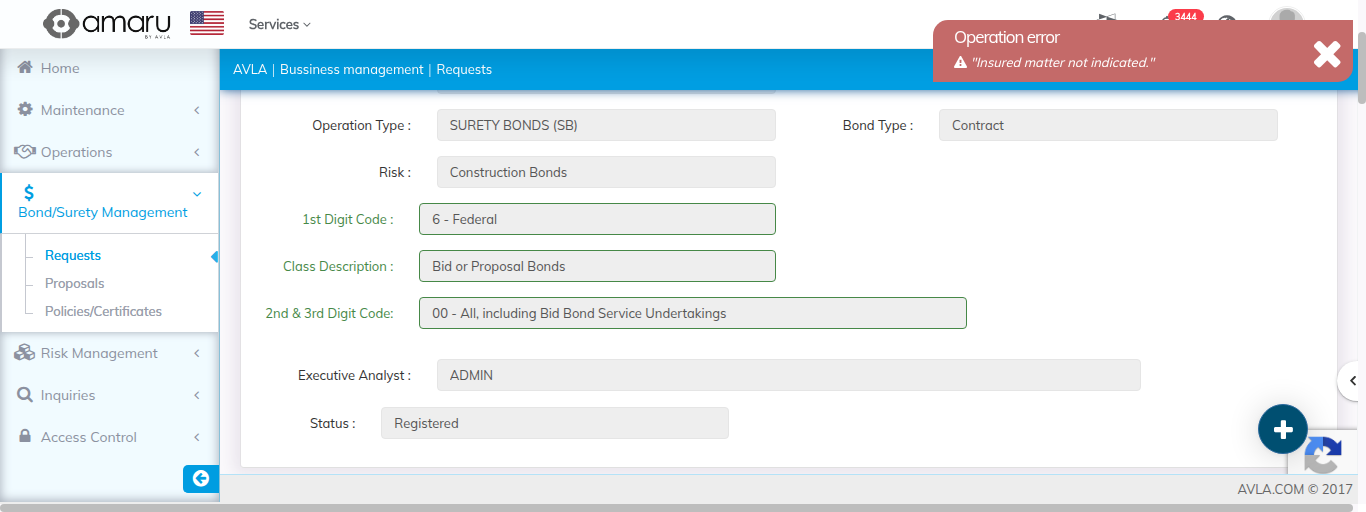 amaru
BY AVLA
Services
3444
Operation error
"Insured matter not indicated."
AVLA | Bussiness management | Requests
Home
Maintenance
Operations
Bond/Surety Management
Requests
Proposals
Policies/Certificates
Risk Management
Inquiries
Access Control
Operation Type :
SURETY BONDS (SB)
Bond Type :
Contract
Risk :
Construction Bonds
1st Digit Code :
6 - Federal
Class Description :
Bid or Proposal Bonds
2nd & 3rd Digit Code:
00 - All, including Bid Bond Service Undertakings
Executive Analyst :
ADMIN
Status :
Registered
AVLA.COM © 2017